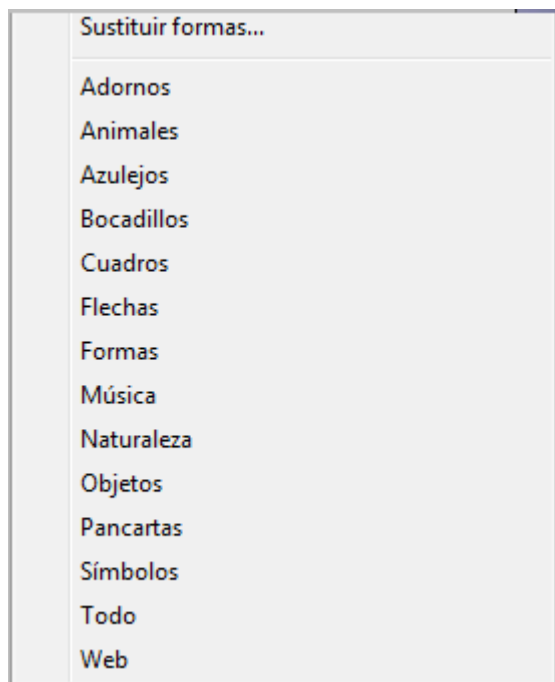 Sustituir formas...
Adornos
Animales
Azulejos
Bocadillos
Cuadros
Flechas
Formas
Música
Naturaleza
Objetos
Pancartas
Símbolos
Todo
Web